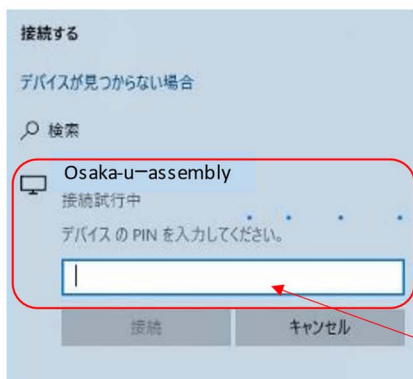 接続する
デバイスが見つからない場合
検索
Osaka-u-assembly
接続試行中
デバイス の PIN を入力してください。
接続
キャンセル